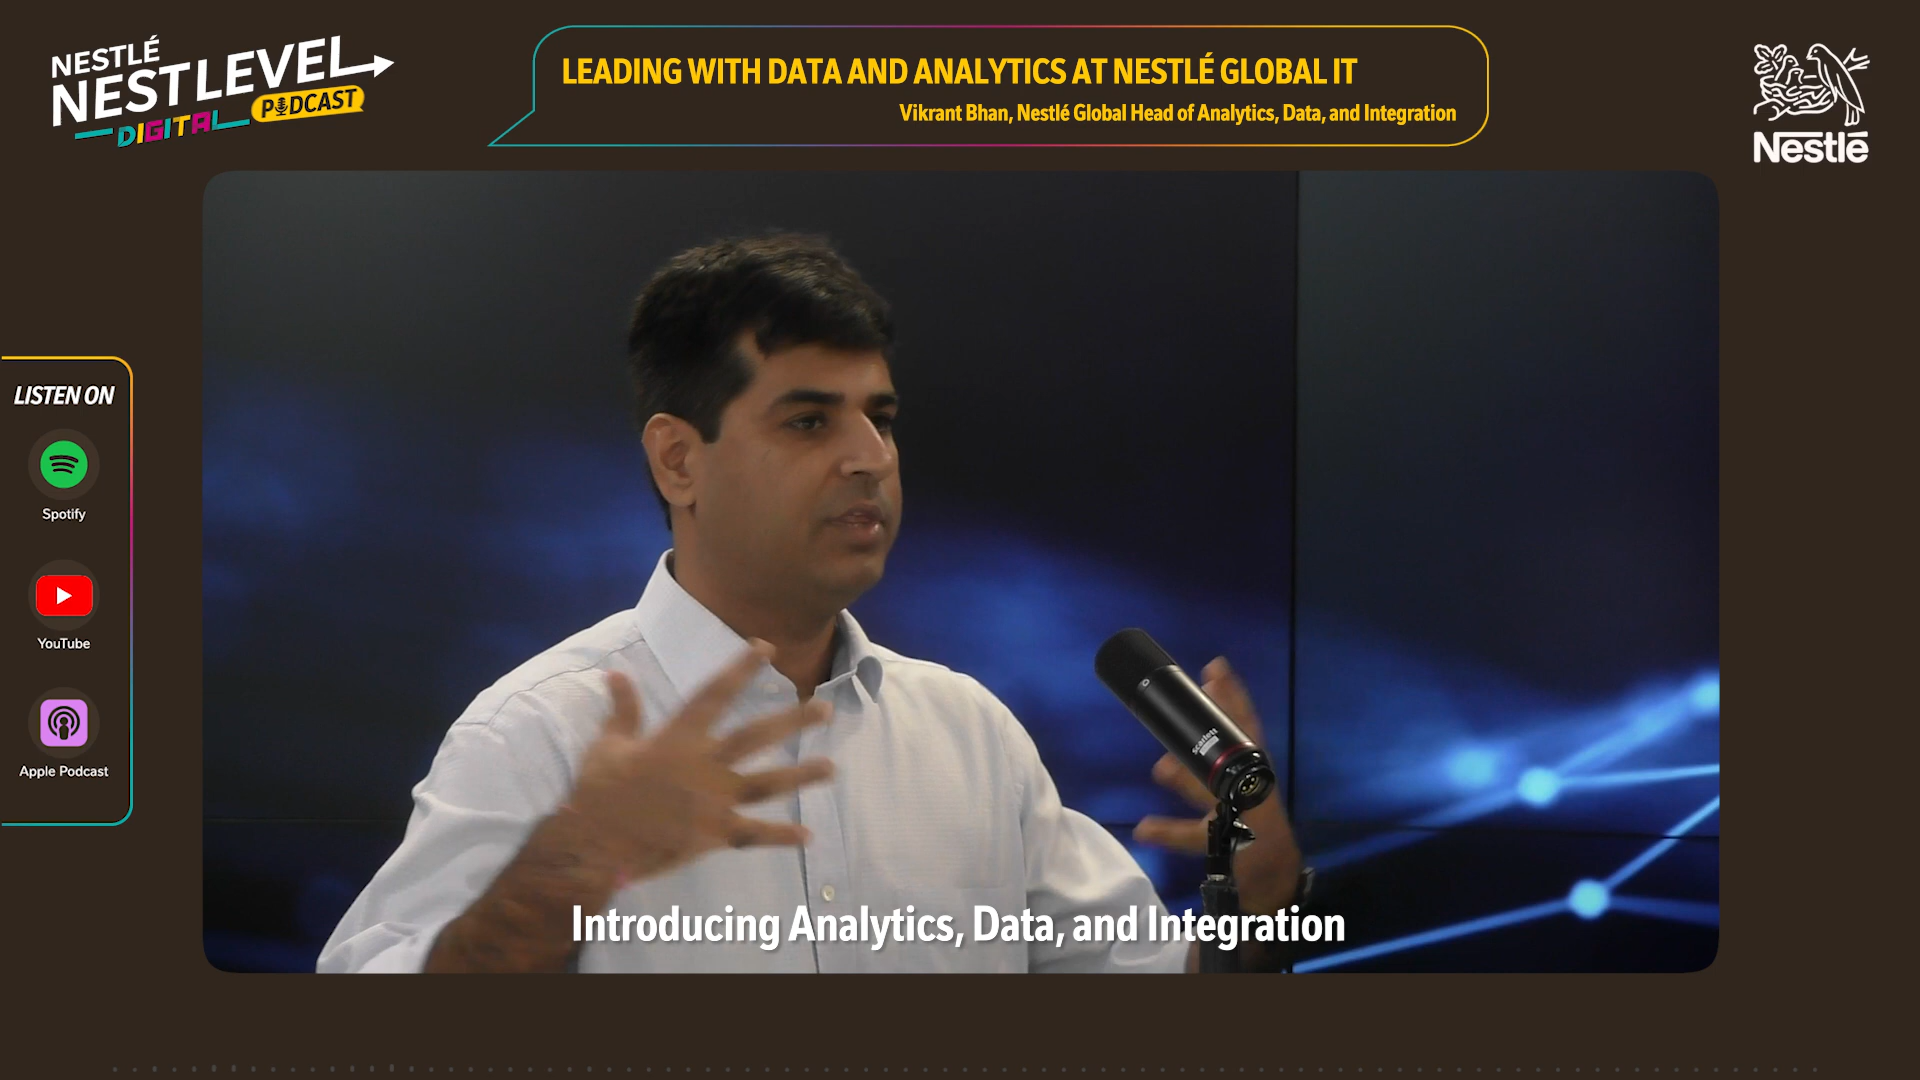 NESTLÉ
NESTLEVEL
DIGITAL PODCAST
LEADING WITH DATA AND ANALYTICS AT NESTLÉ GLOBAL IT
Vikrant Bhan, Nestlé Global Head of Analytics, Data, and Integration
Nestlé
LISTEN ON
Spotify
YouTube
Apple Podcast
scarlett
Introducing Analytics, Data, and Integration